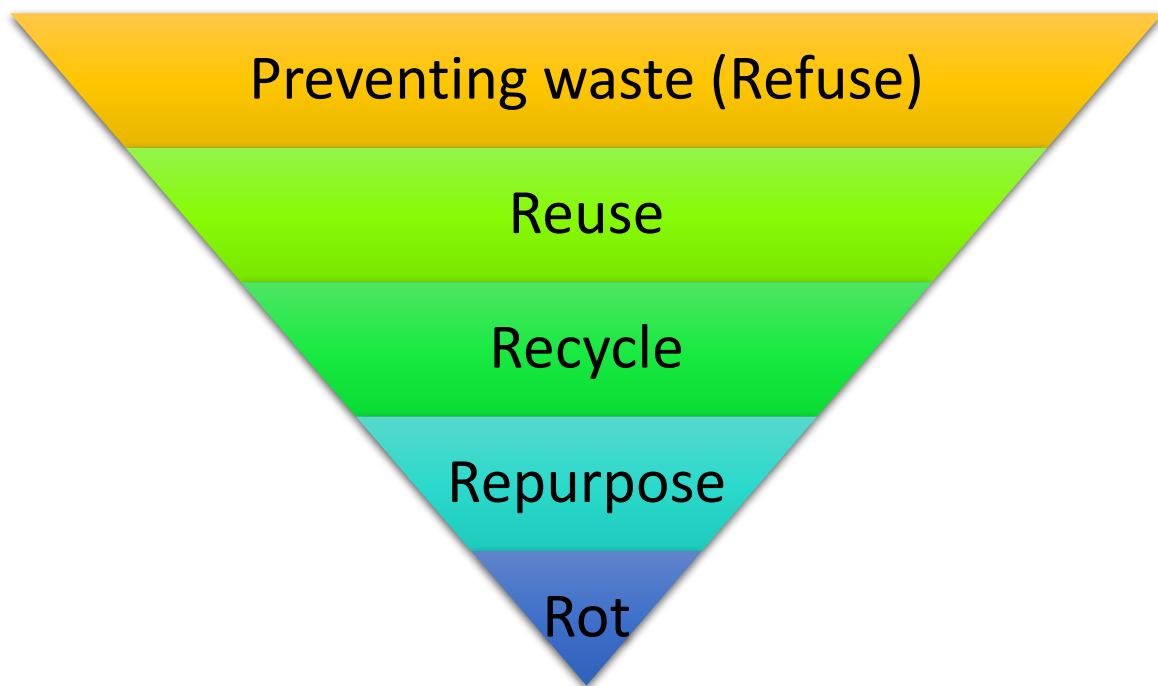 Preventing waste (Refuse)
Reuse
Recycle
Repurpose
Rot